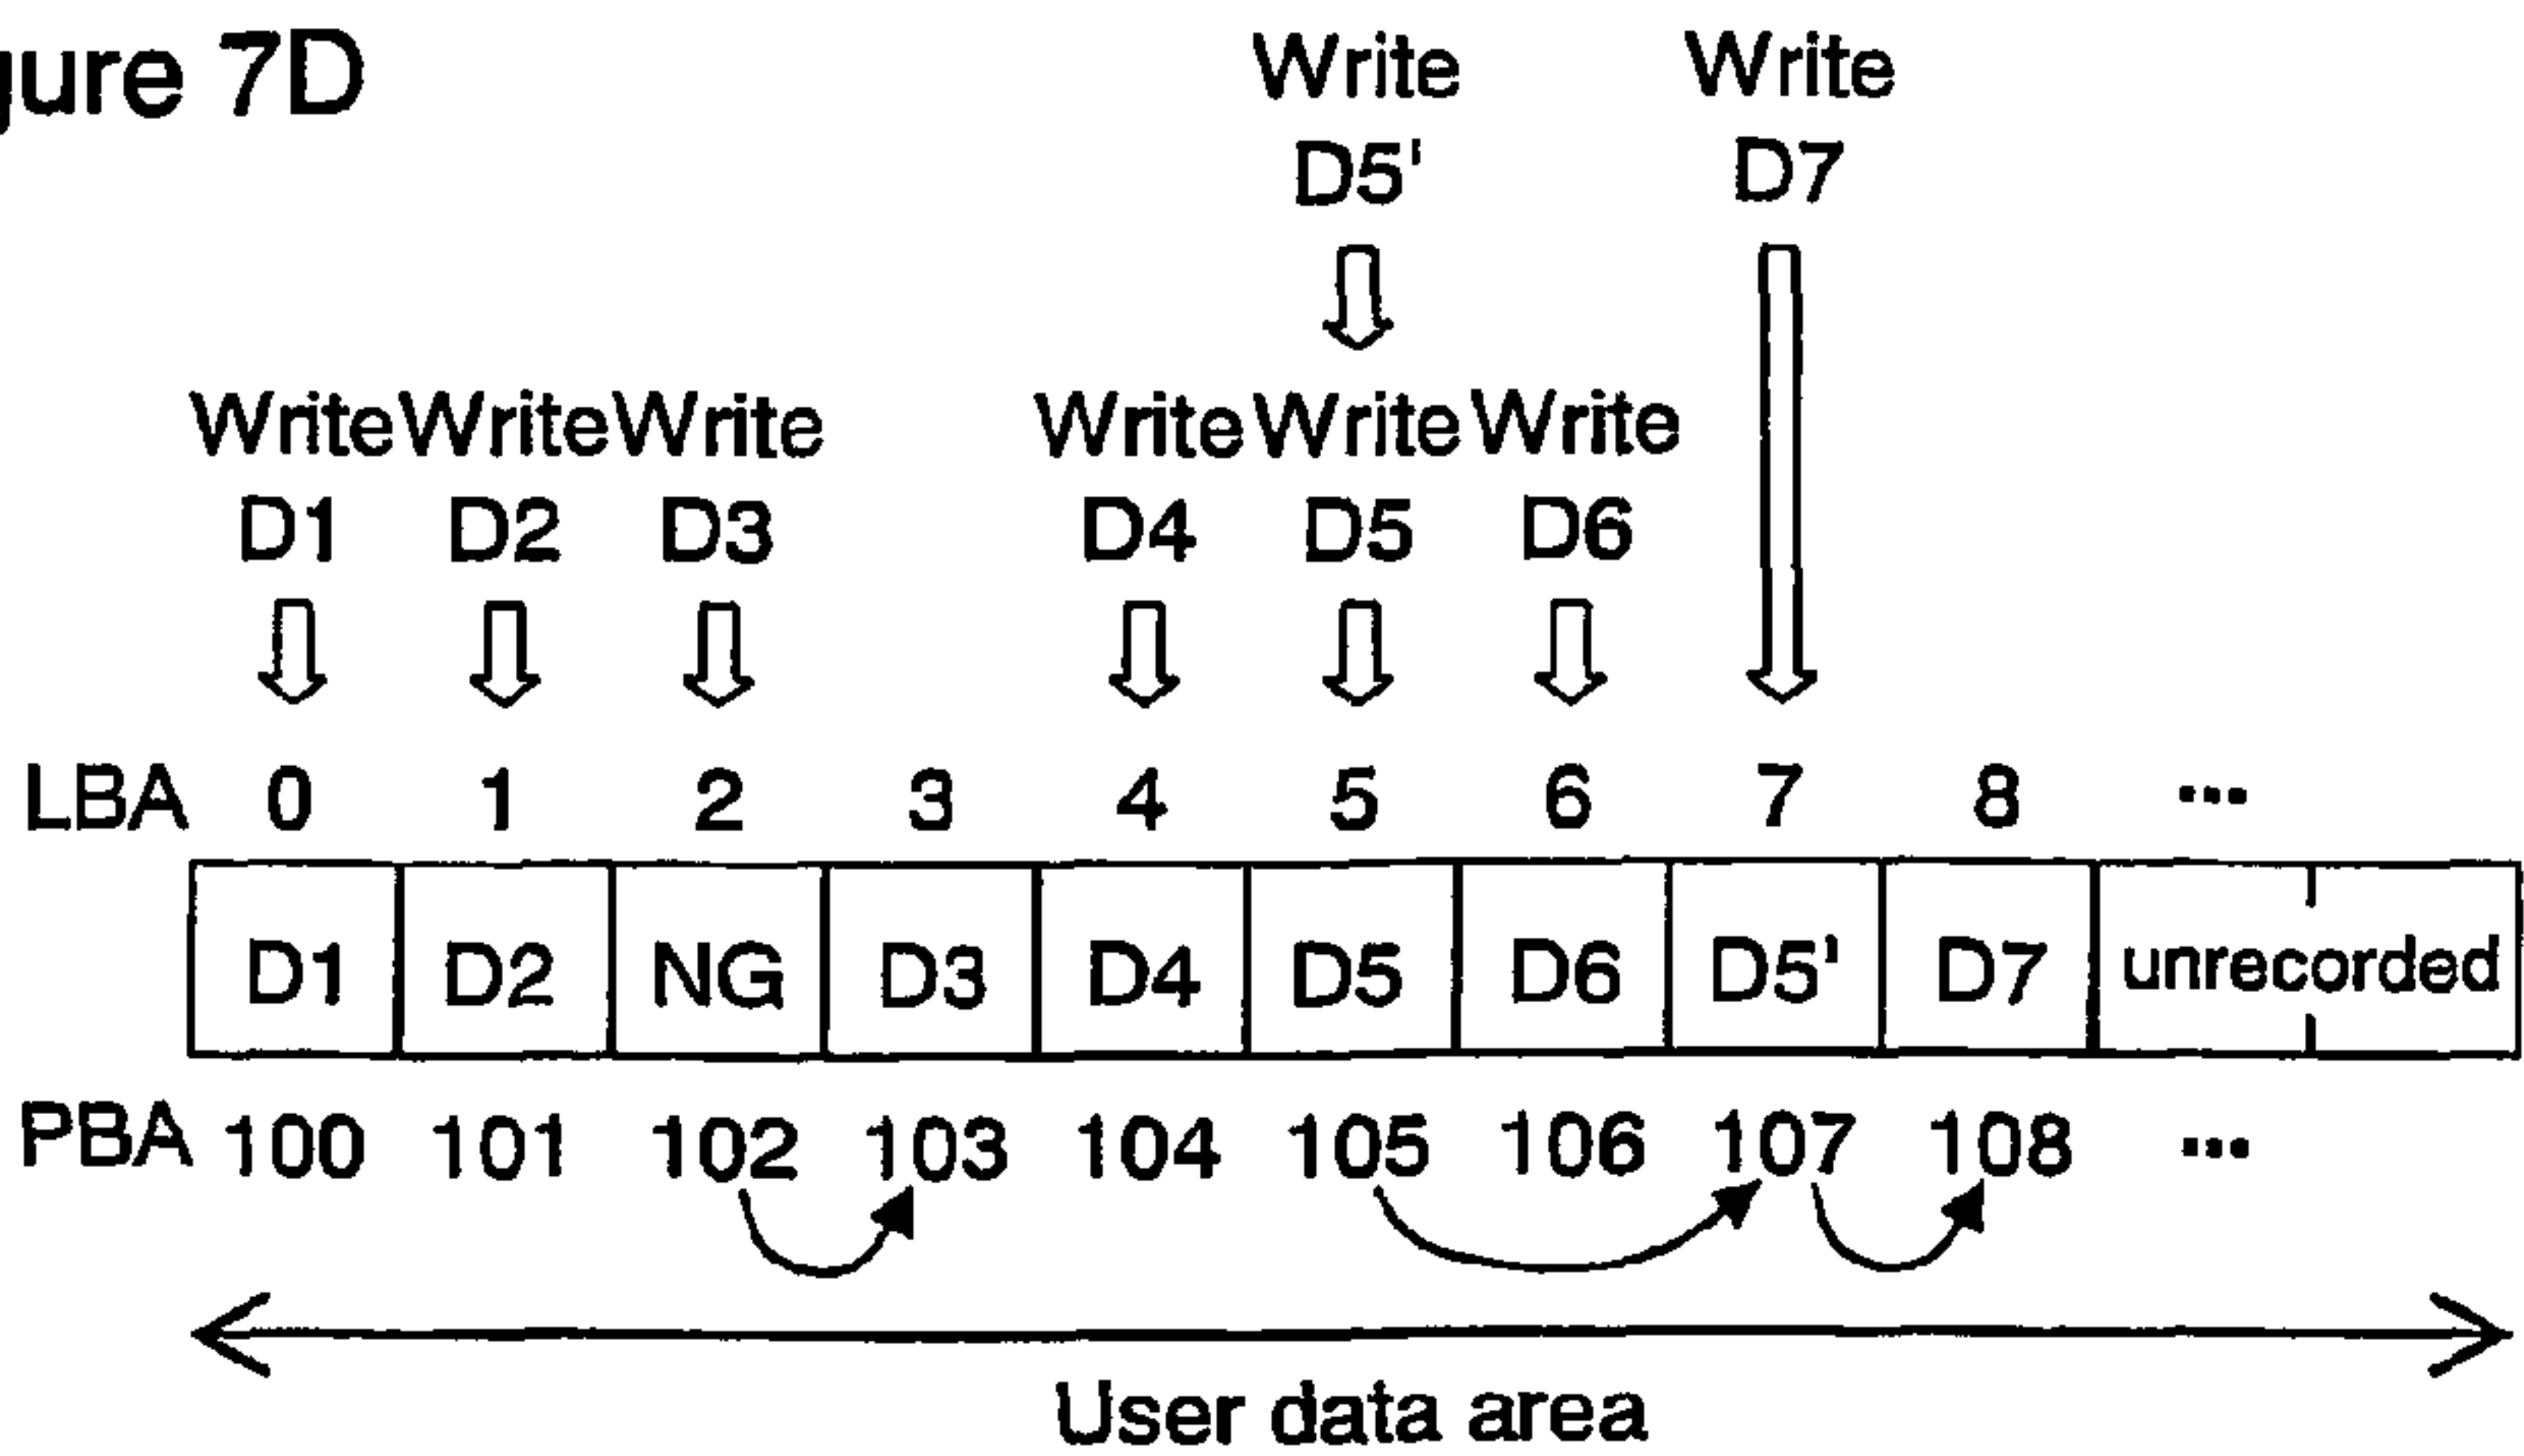 gure 7D
Write Write
D5' D7
Write Write Write Write Write Write
D1 D2 D3 D4 D5 D6
LBA 0 1 2 3 4 5 6 7 8 ...
D1 D2 NG D3 D4 D5 D6 D5' D7 unrecorded
PBA 100 101 102 103 104 105 106 107 108 ...
User data area